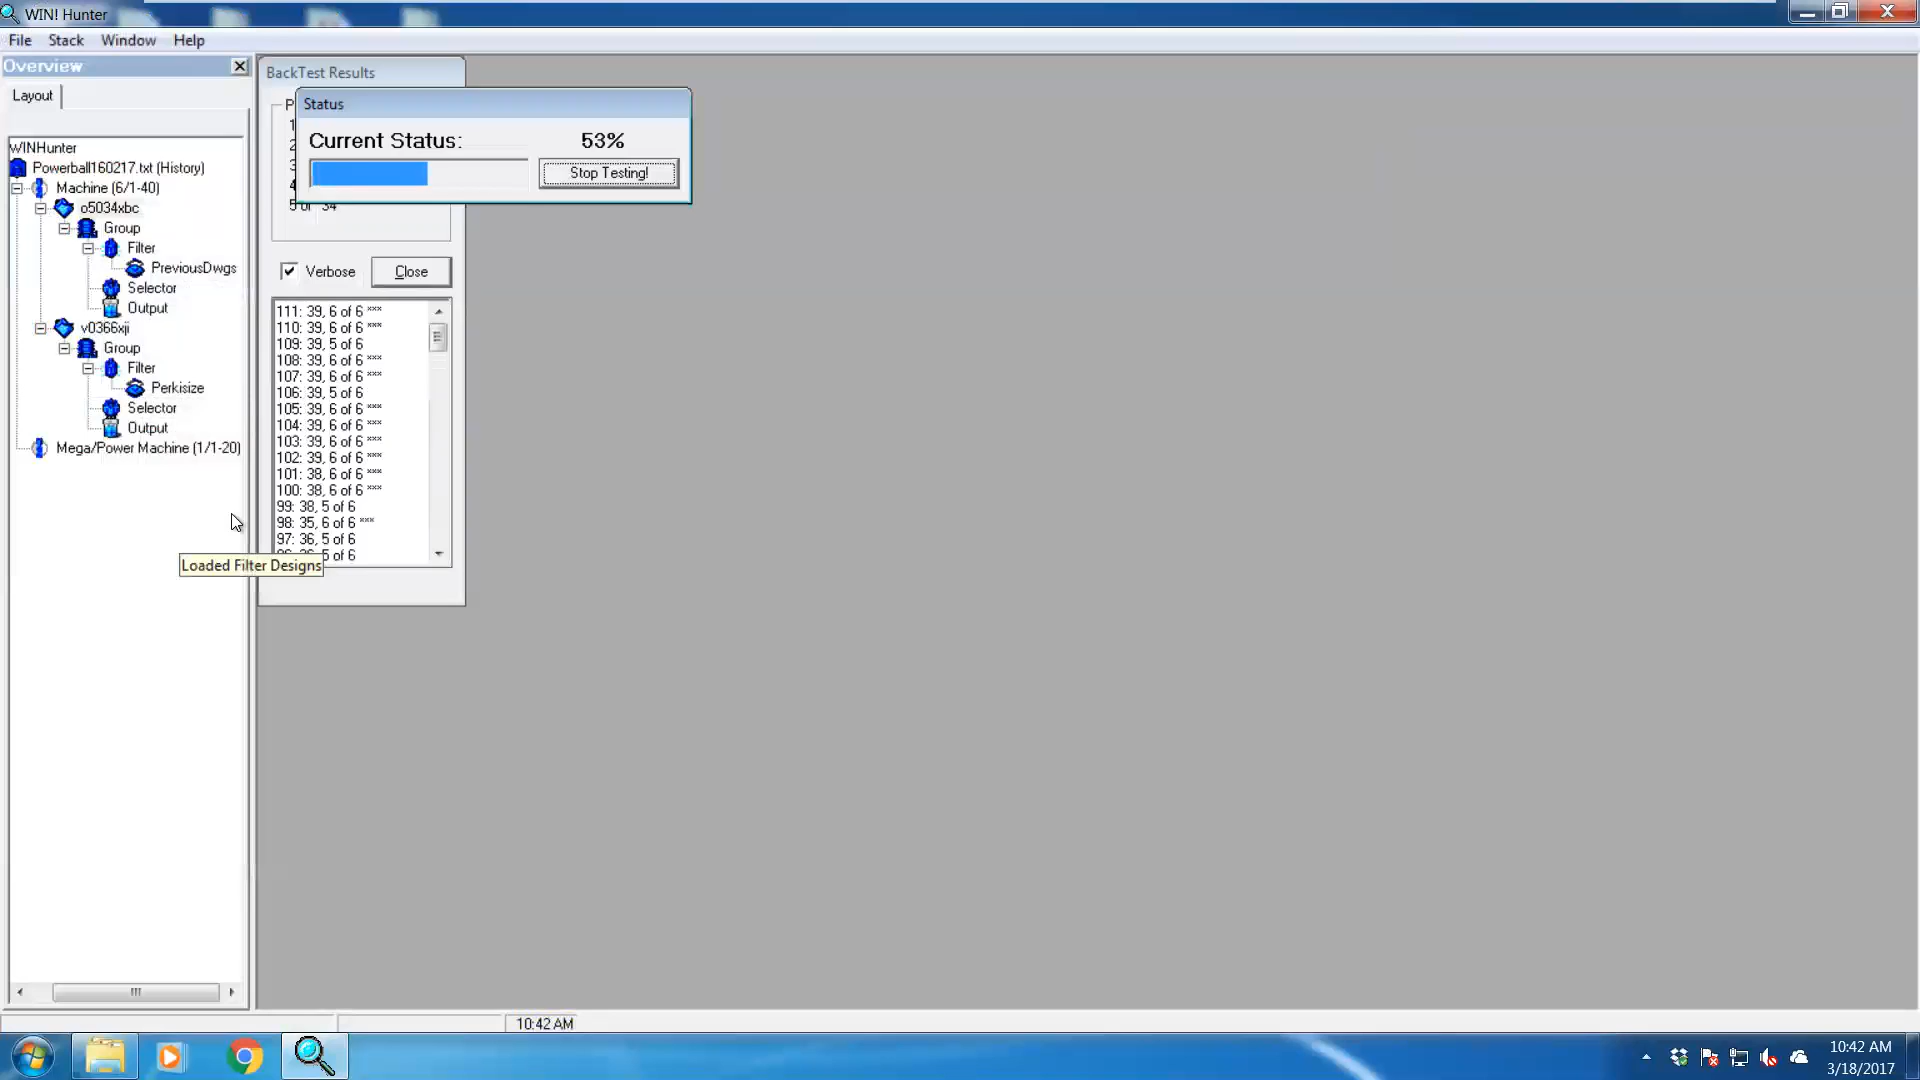 WIN! Hunter
File Stack Window Help
Overview
Layout
WINHunter
Powerball160217.txt (History)
Machine (6/1-40)
o5034xbc
Group
Filter
PreviousDwgs
Selector
Output
v0366xji
Group
Filter
Perkisize
Selector
Output
Mega/Power Machine (1/1-20)
Loaded Filter Designs
BackTest Results
Status
Current Status: 53%
Stop Testing!
34
Verbose Close
111: 39, 6 of 6 ***
110: 39, 6 of 6 ***
109: 39, 5 of 6
108: 39, 6 of 6 ***
107: 39, 6 of 6 ***
106: 39, 5 of 6
105: 39, 6 of 6 ***
104: 39, 6 of 6 ***
103: 39, 6 of 6 ***
102: 39, 6 of 6 ***
101: 38, 6 of 6 ***
100: 38, 6 of 6 ***
99: 38, 5 of 6
98: 35, 6 of 6 ***
97: 36, 5 of 6
5 of 6
10:42 AM
10:42 AM
3/18/2017